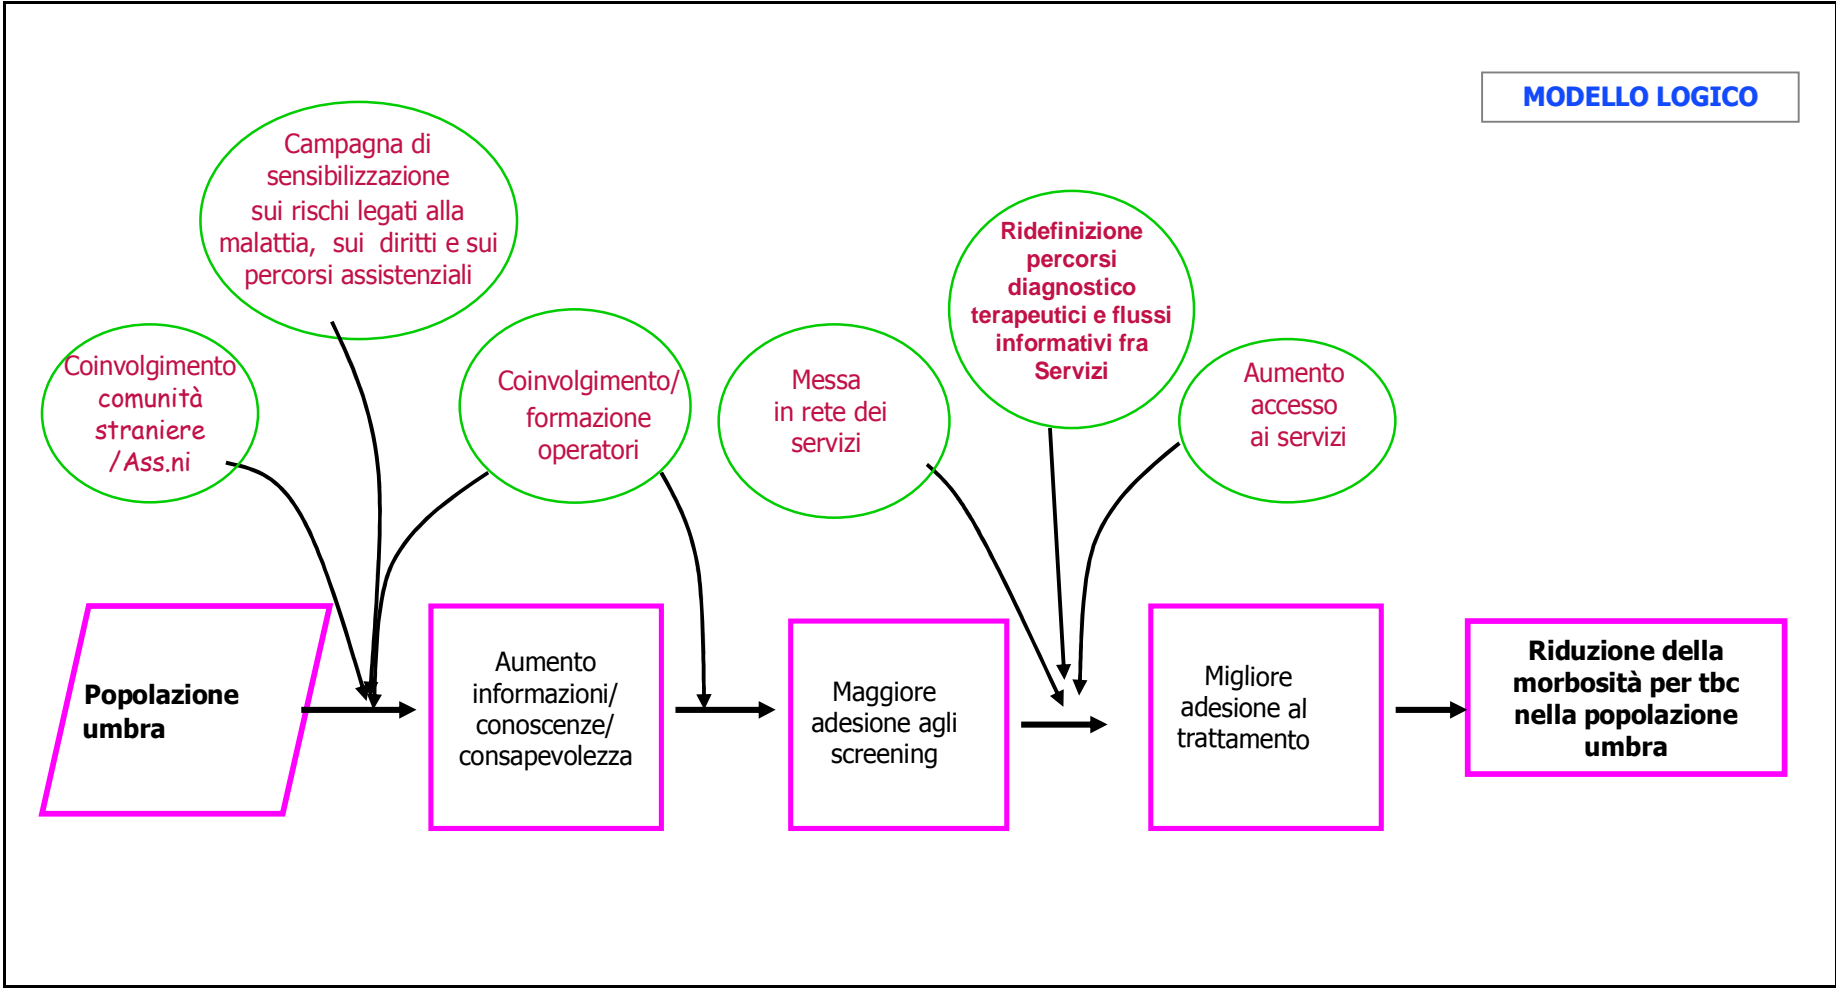 MODELLO LOGICO
Campagna di
sensibilizzazione
sui rischi legati alla
malattia, sui diritti e sui
percorsi assistenziali
Coinvolgimento
comunità
straniere
/Ass.ni
Coinvolgimento/
formazione
operatori
Messa
in rete dei
servizi
Ridefinizione
percorsi
diagnostico
terapeutici e flussi
informativi fra
Servizi
Aumento
accesso
ai servizi
Popolazione
umbra
Aumento
informazioni/
conoscenze/
consapevolezza
Maggiore
adesione agli
screening
Migliore
adesione al
trattamento
Riduzione della
morbosità per tbc
nella popolazione
umbra